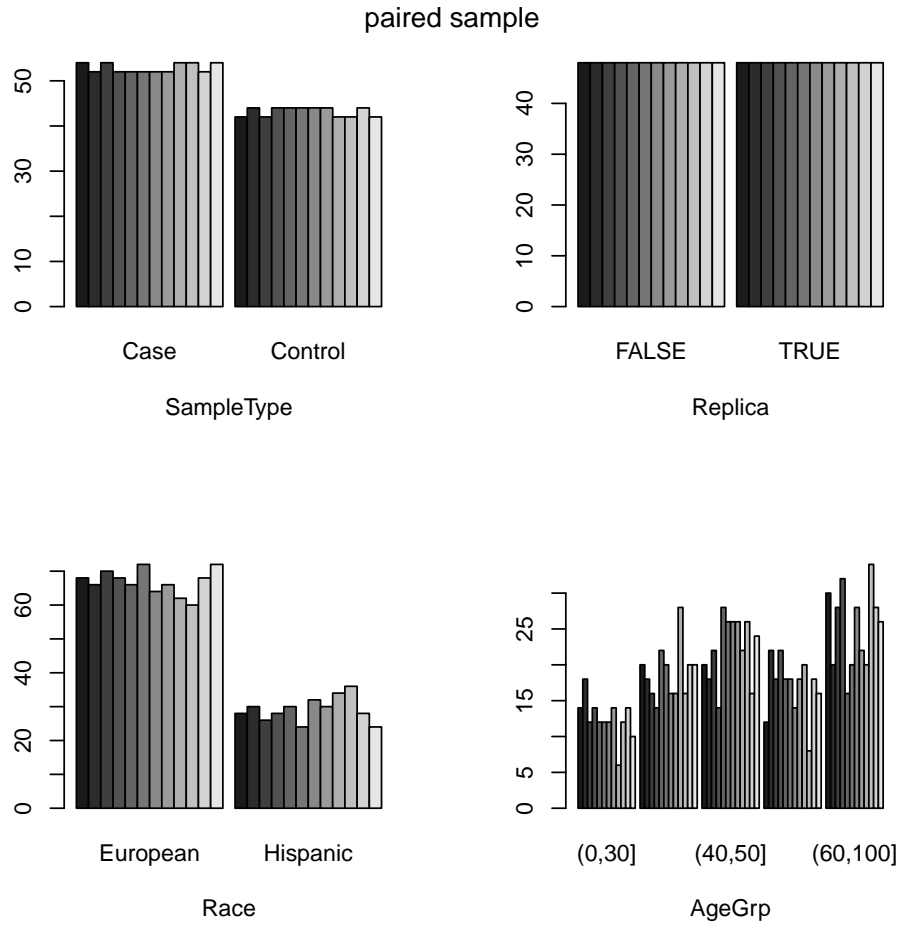 paired sample
0 10 30 50
Case Control
SampleType
0 10 20 30 40
FALSE TRUE
Replica
0 20 40 60
European Hispanic
Race
0 5 15 25
(0,30] (40,50] (60,100]
AgeGrp